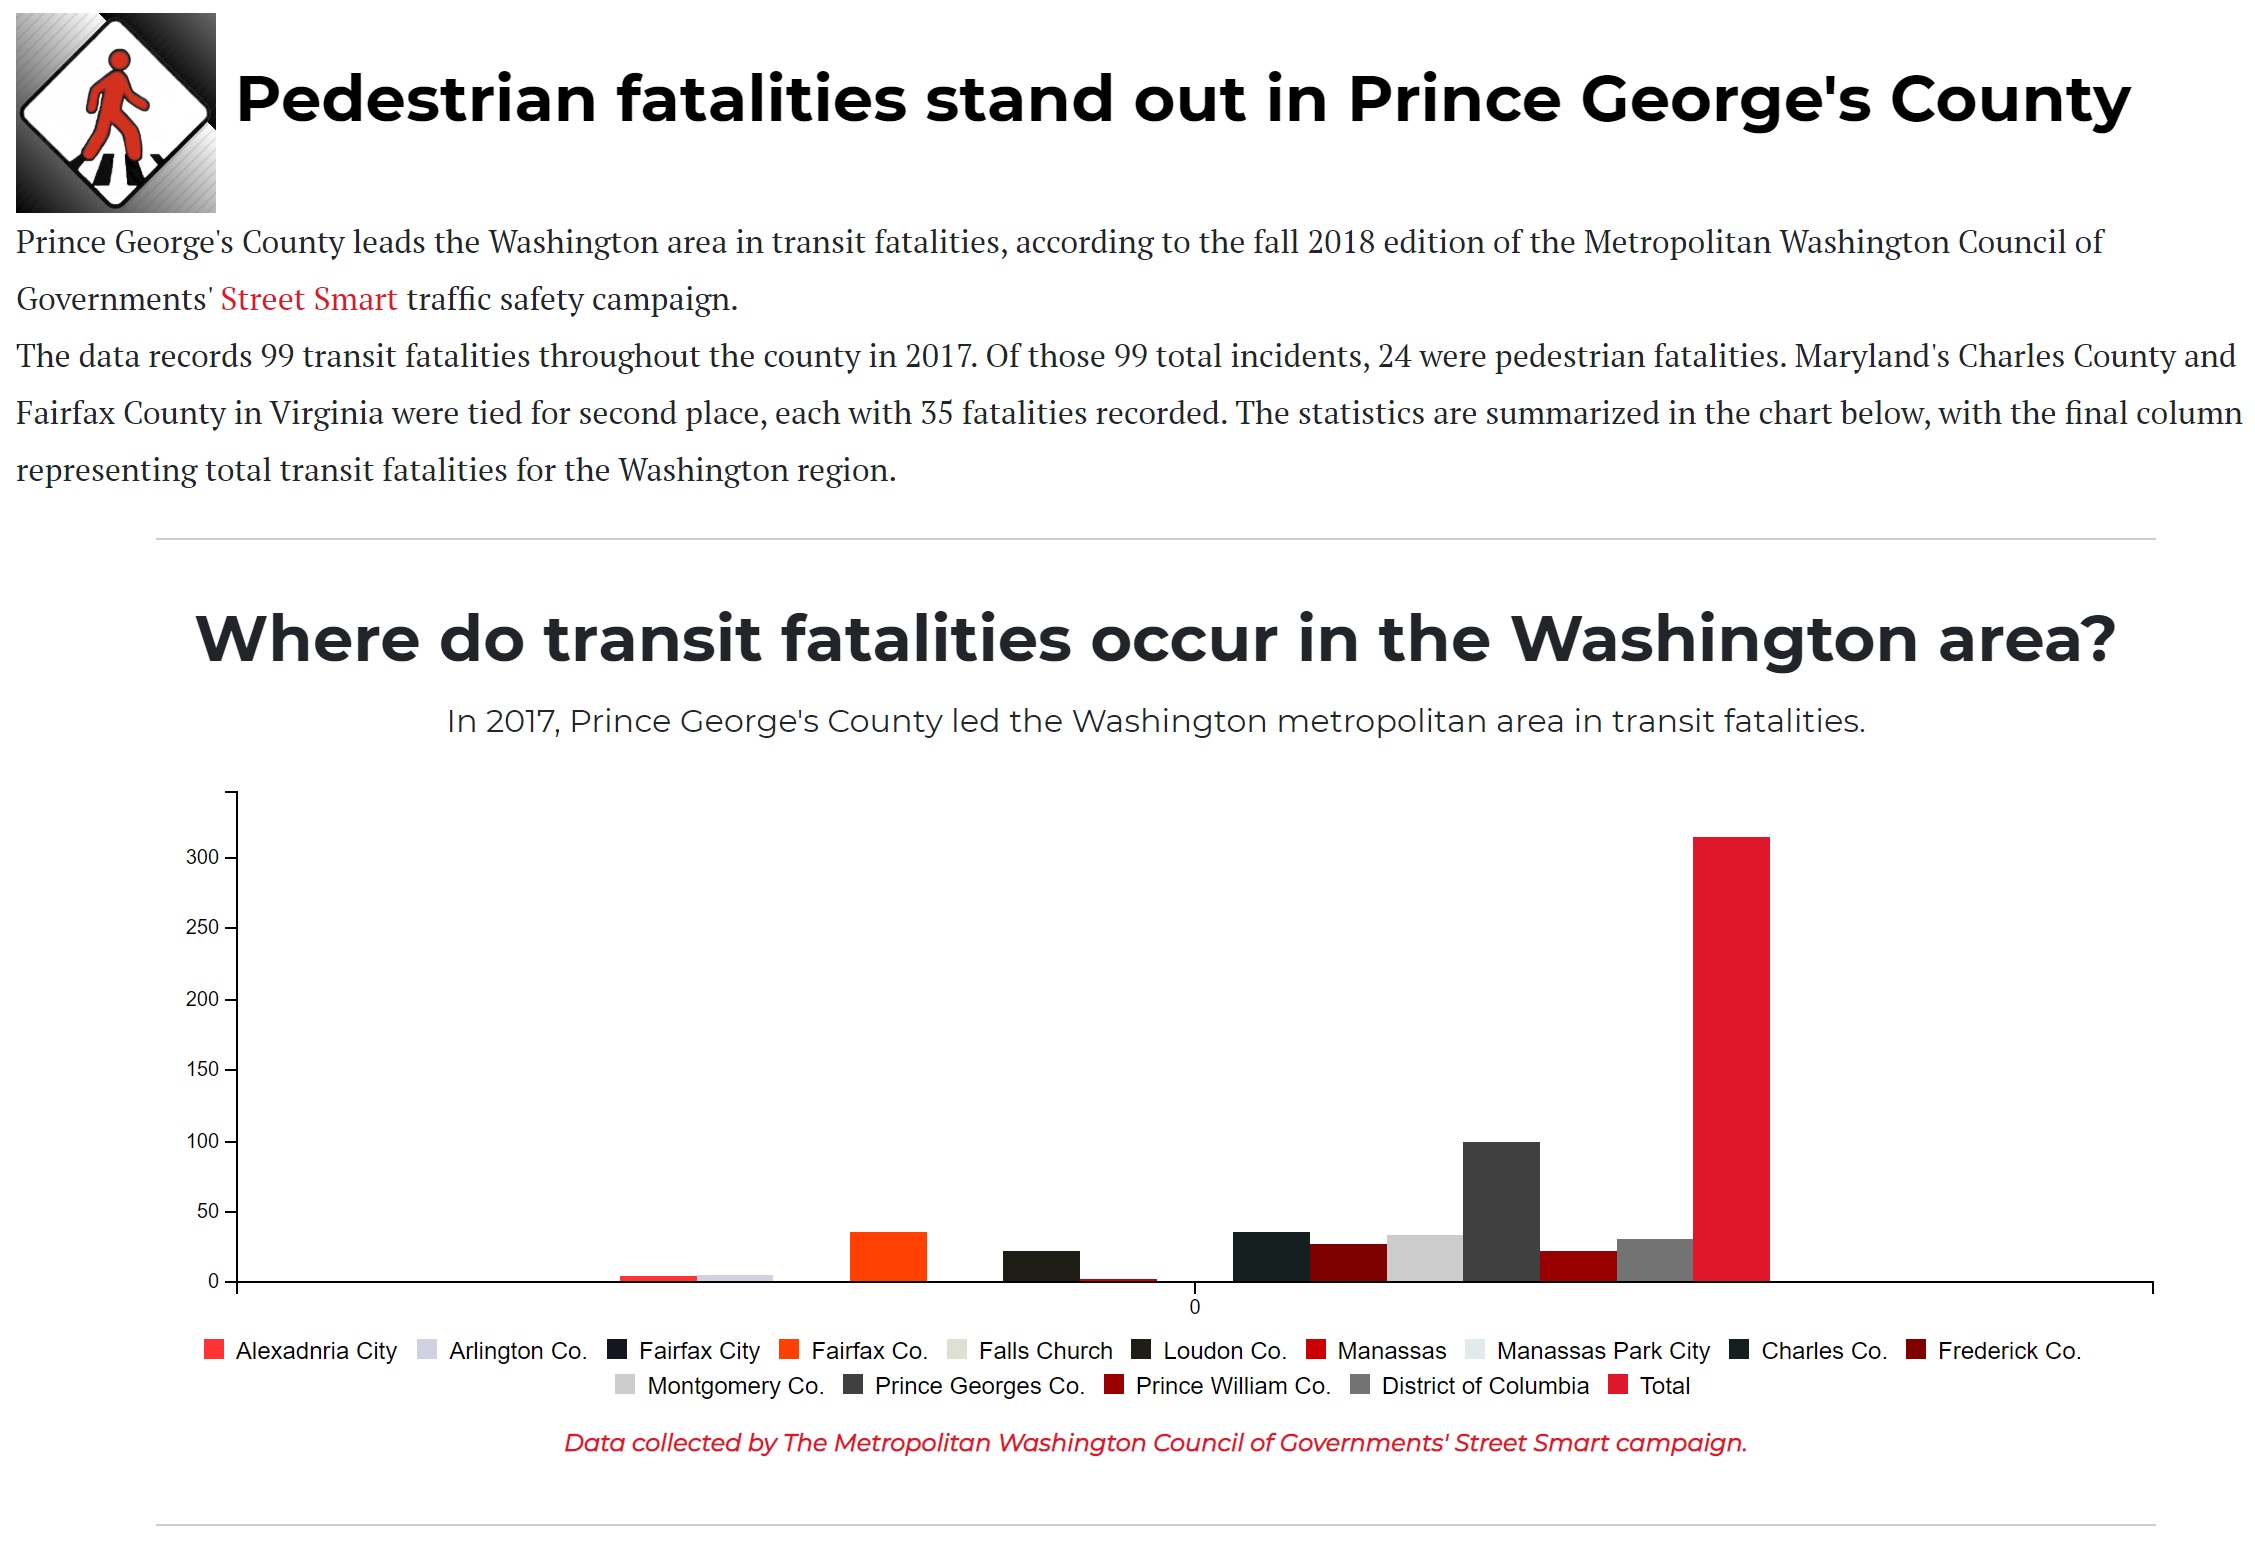 Pedestrian fatalities stand out in Prince George's County
Prince George's County leads the Washington area in transit fatalities, according to the fall 2018 edition of the Metropolitan Washington Council of
Governments' Street Smart traffic safety campaign.
The data records 99 transit fatalities throughout the county in 2017. Of those 99 total incidents, 24 were pedestrian fatalities. Maryland's Charles County and
Fairfax County in Virginia were tied for second place, each with 35 fatalities recorded. The statistics are summarized in the chart below, with the final column
representing total transit fatalities for the Washington region.
Where do transit fatalities occur in the Washington area?
In 2017, Prince George's County led the Washington metropolitan area in transit fatalities.
300
250
200
150
100
50
0
0
Alexadnria City Arlington Co. Fairfax City Fairfax Co. Falls Church Loudon Co. Manassas Manassas Park City Charles Co. Frederick Co.
Montgomery Co. Prince Georges Co. Prince William Co. District of Columbia Total
Data collected by The Metropolitan Washington Council of Governments' Street Smart campaign.